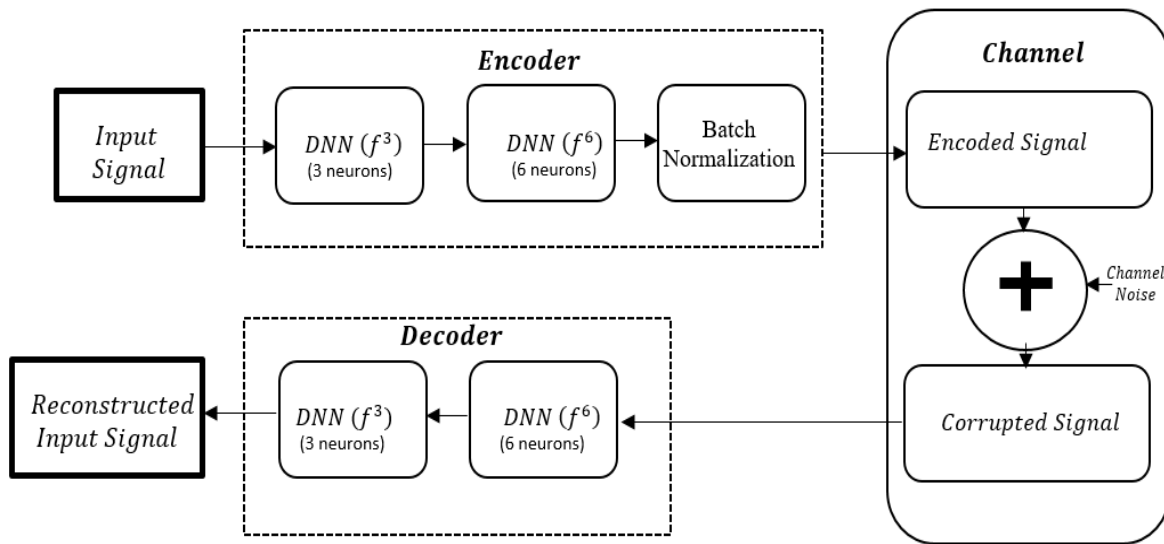 Encoder
Channel
Input
Signal
DNN (f³)
(3 neurons)
DNN (f⁶)
(6 neurons)
Batch
Normalization
Encoded Signal
+
Channel
Noise
Decoder
Reconstructed
Input Signal
DNN (f³)
(3 neurons)
DNN (f⁶)
(6 neurons)
Corrupted Signal